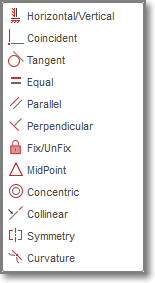 Horizontal/Vertical
Coincident
Tangent
Equal
Parallel
Perpendicular
Fix/UnFix
MidPoint
Concentric
Collinear
Symmetry
Curvature